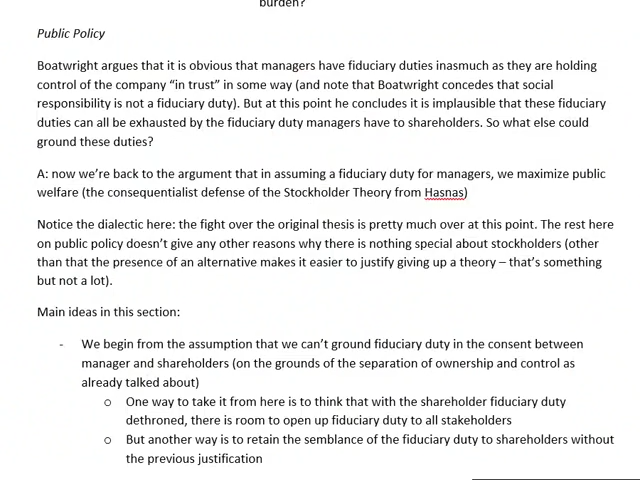 burden?
Public Policy
Boatwright argues that it is obvious that managers have fiduciary duties inasmuch as they are holding
control of the company “in trust” in some way (and note that Boatwright concedes that social
responsibility is not a fiduciary duty). But at this point he concludes it is implausible that these fiduciary
duties can all be exhausted by the fiduciary duty managers have to shareholders. So what else could
ground these duties?
A: now we’re back to the argument that in assuming a fiduciary duty for managers, we maximize public
welfare (the consequentialist defense of the Stockholder Theory from Hasnas)
Notice the dialectic here: the fight over the original thesis is pretty much over at this point. The rest here
on public policy doesn’t give any other reasons why there is nothing special about stockholders (other
than that the presence of an alternative makes it easier to justify giving up a theory – that’s something
but not a lot).
Main ideas in this section:
- We begin from the assumption that we can’t ground fiduciary duty in the consent between
manager and shareholders (on the grounds of the separation of ownership and control as
already talked about)
o One way to take it from here is to think that with the shareholder fiduciary duty
dethroned, there is room to open up fiduciary duty to all stakeholders
o But another way is to retain the semblance of the fiduciary duty to shareholders without
the previous justification